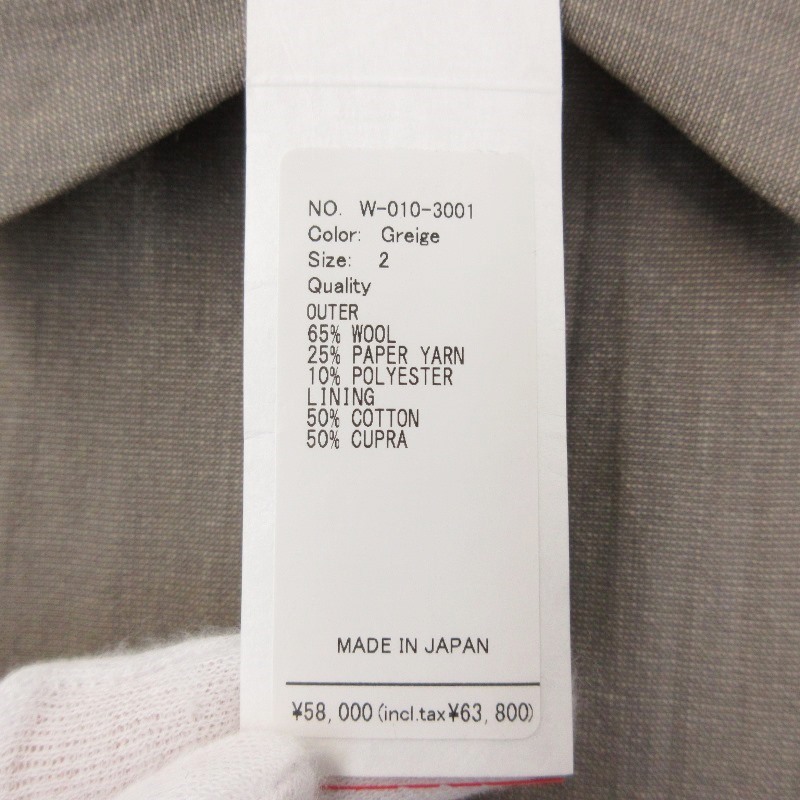 NO. W-010-3001
Color: Greige
Size: 2
Quality
OUTER
65% WOOL
25% PAPER YARN
10% POLYESTER
LINING
50% COTTON
50% CUPRA
MADE IN JAPAN
¥58,000(incl.tax¥63,800)